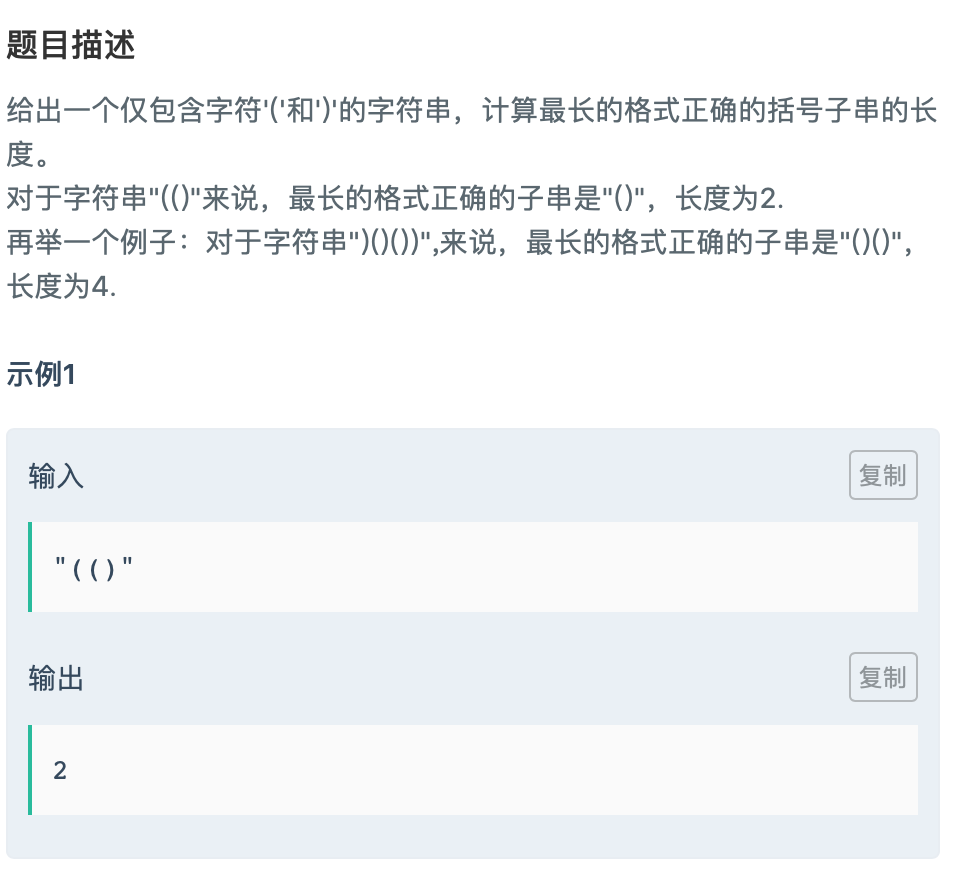 题目描述
给出一个仅包含字符'('和')'的字符串，计算最长的格式正确的括号子串的长
度。
对于字符串"(()"来说，最长的格式正确的子串是"()"，长度为2.
再举一个例子：对于字符串")()())",来说，最长的格式正确的子串是"()()"，
长度为4.
示例1
输入
复制
"(()"
输出
复制
2